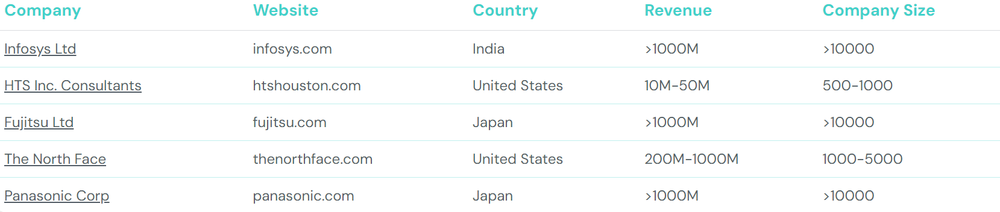 Company Website Country Revenue Company Size
Infosys Ltd infosys.com India >1000M >10000
HTS Inc. Consultants htshouston.com United States 10M-50M 500-1000
Fujitsu Ltd fujitsu.com Japan >1000M >10000
The North Face thenorthface.com United States 200M-1000M 1000-5000
Panasonic Corp panasonic.com Japan >1000M >10000